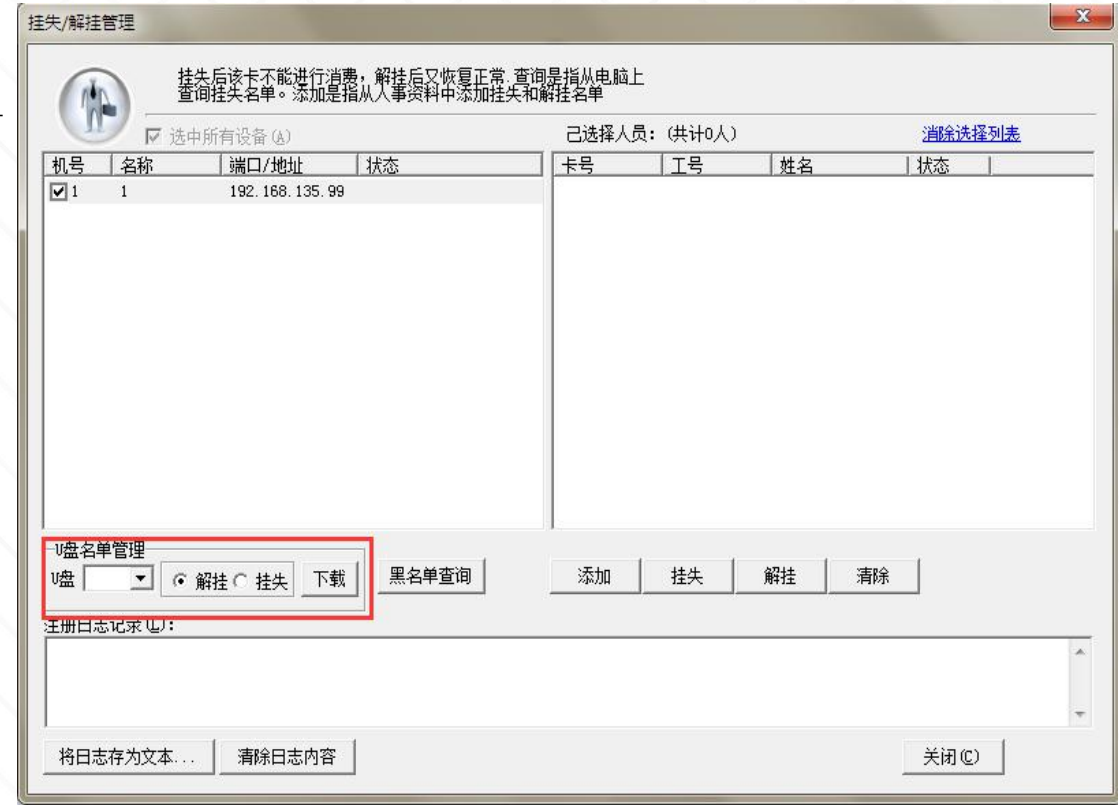 挂失/解挂管理
挂失后该卡不能进行消费，解挂后又恢复正常.查询是指从电脑上
查询挂失名单。添加是指从人事资料中添加挂失和解挂名单
选中所有设备(A)
己选择人员：(共计0人)
消除选择列表
机号 名称 端口/地址 状态
1 1 192.168.135.99
卡号 工号 姓名 状态
U盘名单管理
U盘 解挂 挂失 下载
黑名单查询
添加 挂失 解挂 清除
注册日志记录(L)：
将日志存为文本... 清除日志内容 关闭(C)